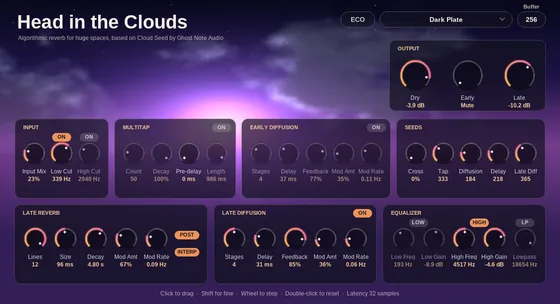 Head in the Clouds
Algorithmic reverb for huge spaces, based on Cloud Seed by Ghost Note Audio
Buffer
ECO
Dark Plate
256
OUTPUT
Dry
Early
Late
-3.9 dB
Mute
-10.2 dB
INPUT
ON
ON
Input Mix
Low Cut
High Cut
23%
339 Hz
2040 Hz
MULTITAP
ON
Count
Decay
Pre-delay
Length
50
100%
0 ms
986 ms
EARLY DIFFUSION
ON
Stages
Delay
Feedback
Mod Amt
Mod Rate
4
37 ms
77%
35%
0.11 Hz
SEEDS
Cross
Tap
Diffusion
Delay
Late Diff
0%
333
184
218
365
LATE REVERB
POST
INTERP
Lines
Size
Decay
Mod Amt
Mod Rate
12
96 ms
4.80 s
67%
0.09 Hz
LATE DIFFUSION
ON
Stages
Delay
Feedback
Mod Amt
Mod Rate
4
31 ms
85%
36%
0.06 Hz
EQUALIZER
LOW
HIGH
LP
Low Freq
Low Gain
High Freq
High Gain
Lowpass
193 Hz
-8.9 dB
4517 Hz
-4.6 dB
18654 Hz
Click to drag · Shift for fine · Wheel to step · Double-click to reset · Latency 32 samples